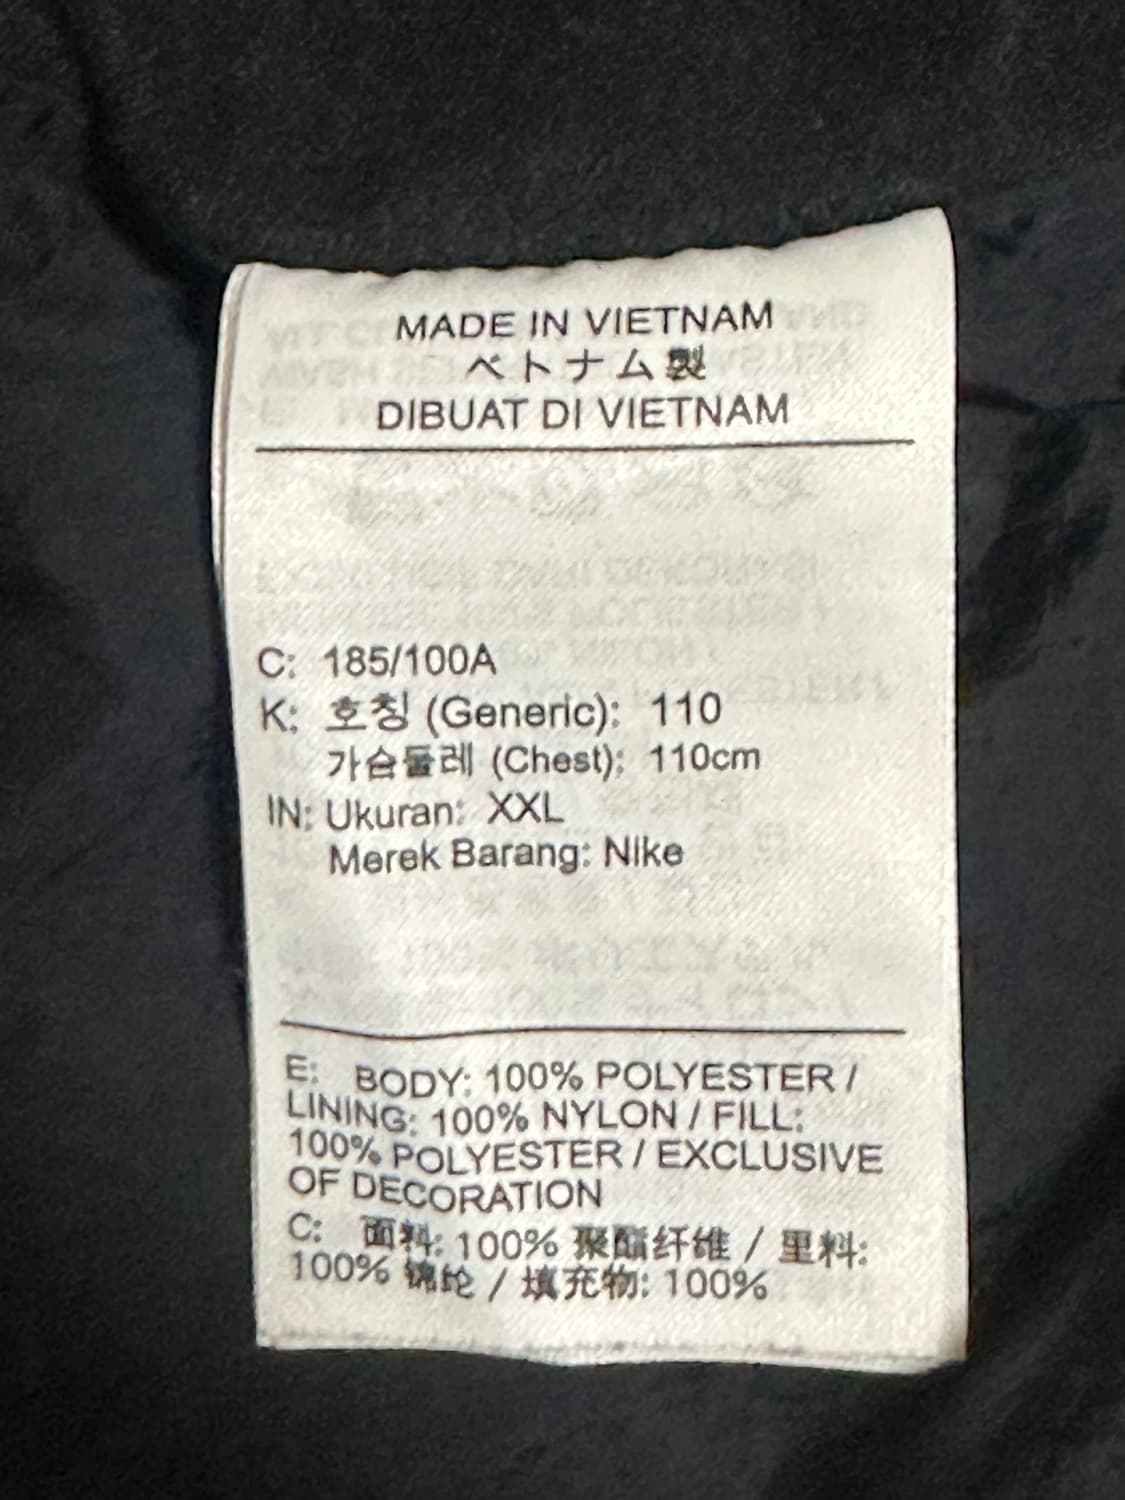 MADE IN VIETNAM
ベトナム製
DIBUAT DI VIETNAM
C: 185/100A
K: 호칭 (Generic): 110
가슴둘레 (Chest): 110cm
IN: Ukuran: XXL
Merek Barang: Nike
E: BODY: 100% POLYESTER /
LINING: 100% NYLON / FILL:
100% POLYESTER / EXCLUSIVE
OF DECORATION
C: 面料: 100% 聚酯纤维 / 里料:
100% 锦纶 / 填充物: 100%